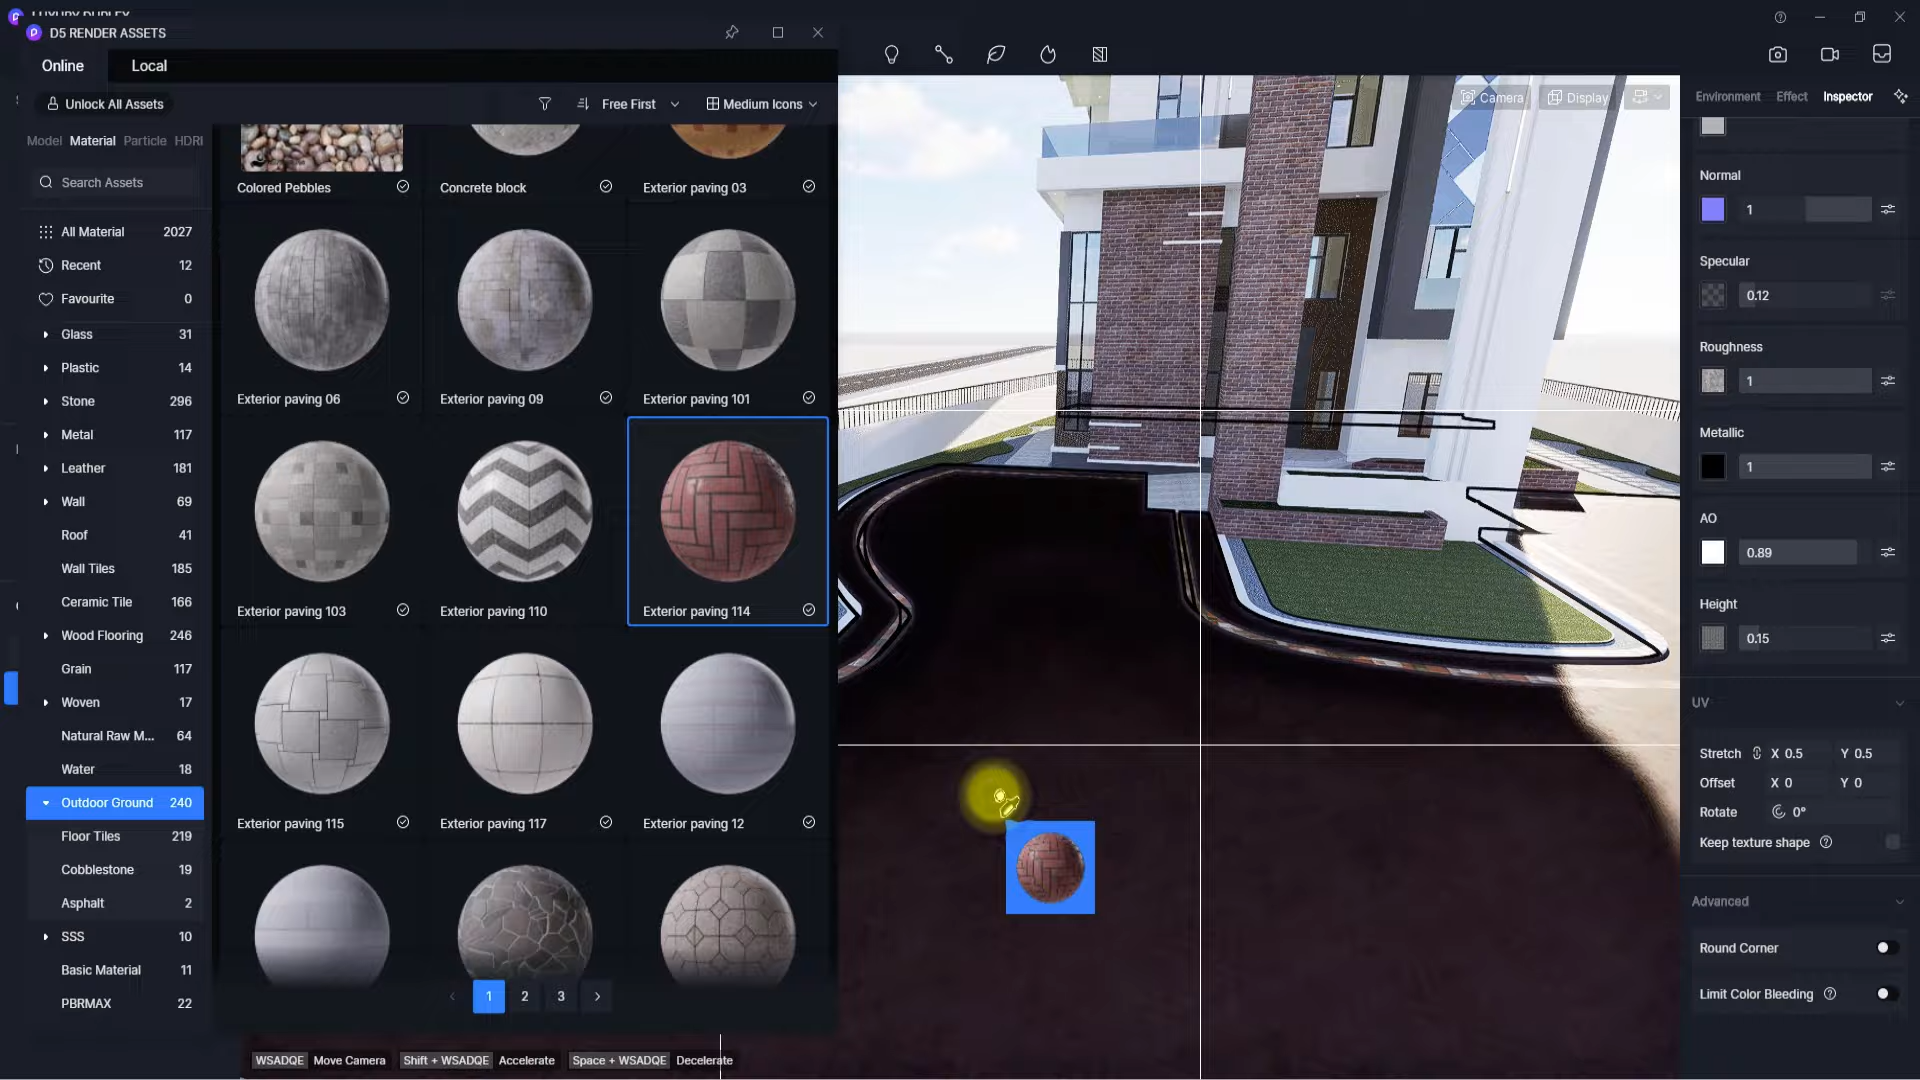 D5 RENDER ASSETS
Online
Local
Unlock All Assets
Free First
Medium Icons
Model
Material
Particle
HDRI
Search Assets
All Material 2027
Recent 12
Favourite 0
Glass 31
Plastic 14
Stone 296
Metal 117
Leather 181
Wall 69
Roof 41
Wall Tiles 185
Ceramic Tile 166
Wood Flooring 246
Grain 117
Woven 17
Natural Raw M... 64
Water 18
Outdoor Ground 240
Floor Tiles 219
Cobblestone 19
Asphalt 2
SSS 10
Basic Material 11
PBRMAX 22
Colored Pebbles
Concrete block
Exterior paving 03
Exterior paving 06
Exterior paving 09
Exterior paving 101
Exterior paving 103
Exterior paving 110
Exterior paving 114
Exterior paving 115
Exterior paving 117
Exterior paving 12
1 2 3
WSADQE Move Camera Shift + WSADQE Accelerate Space + WSADQE Decelerate
Camera
Display
Environment
Effect
Inspector
Normal
1
Specular
0.12
Roughness
1
Metallic
1
AO
0.89
Height
0.15
UV
Stretch X 0.5 Y 0.5
Offset X 0 Y 0
Rotate 0°
Keep texture shape
Advanced
Round Corner
Limit Color Bleeding